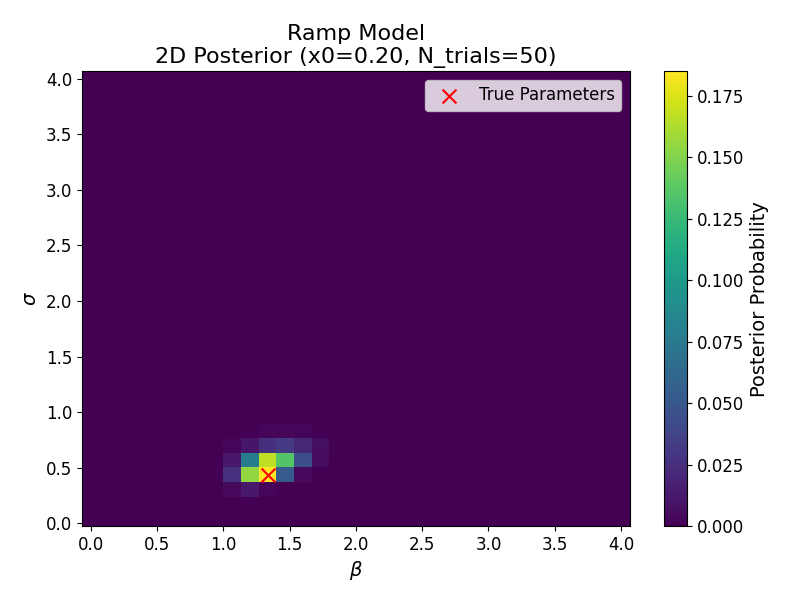 Ramp Model
2D Posterior (x0=0.20, N_trials=50)
True Parameters
4.0
3.5
3.0
2.5
2.0
1.5
1.0
0.5
0.0
σ
0.0 0.5 1.0 1.5 2.0 2.5 3.0 3.5 4.0
β
0.175
0.150
0.125
0.100
0.075
0.050
0.025
0.000
Posterior Probability